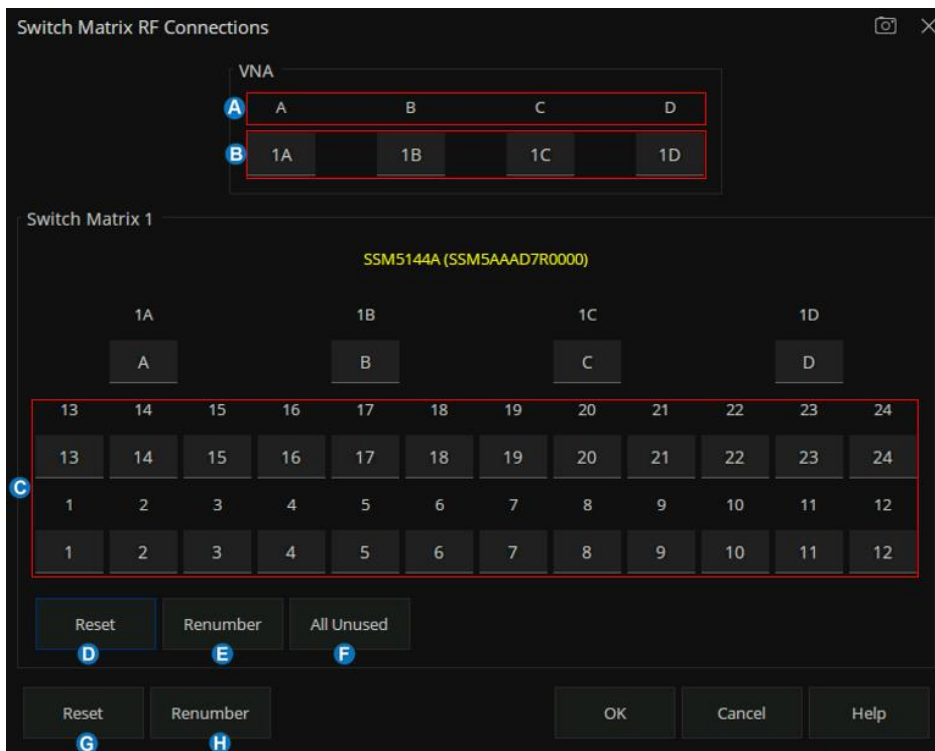 Switch Matrix RF Connections
VNA
A A B C D
B 1A 1B 1C 1D
Switch Matrix 1
SSM5144A (SSM5AAAD7R0000)
1A 1B 1C 1D
A B C D
13 14 15 16 17 18 19 20 21 22 23 24
13 14 15 16 17 18 19 20 21 22 23 24
C
1 2 3 4 5 6 7 8 9 10 11 12
1 2 3 4 5 6 7 8 9 10 11 12
Reset Renumber All Unused
D E F
Reset Renumber OK Cancel Help
G H